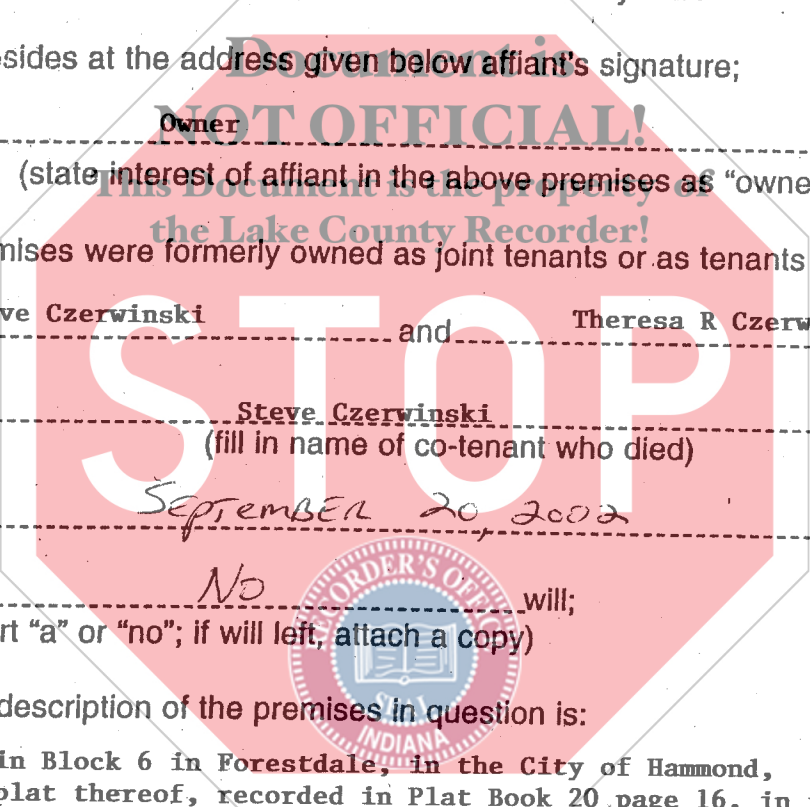 sides at the address given below affiant's signature;
Document is
NOT OFFICIAL!
Owner
This Document is the property of
(state interest of affiant in the above premises as "owne
the Lake County Recorder!
mises were formerly owned as joint tenants or as tenants
ve Czerwinski and Theresa R Czerw
STOP
Steve Czerwinski
(fill in name of co-tenant who died)
September 20, 2002
No will;
rt "a" or "no"; if will left, attach a copy)
RECORDER'S OFFICE
SEAL
INDIANA
description of the premises in question is:
in Block 6 in Forestdale, in the City of Hammond,
plat thereof, recorded in Plat Book 20 page 16, in